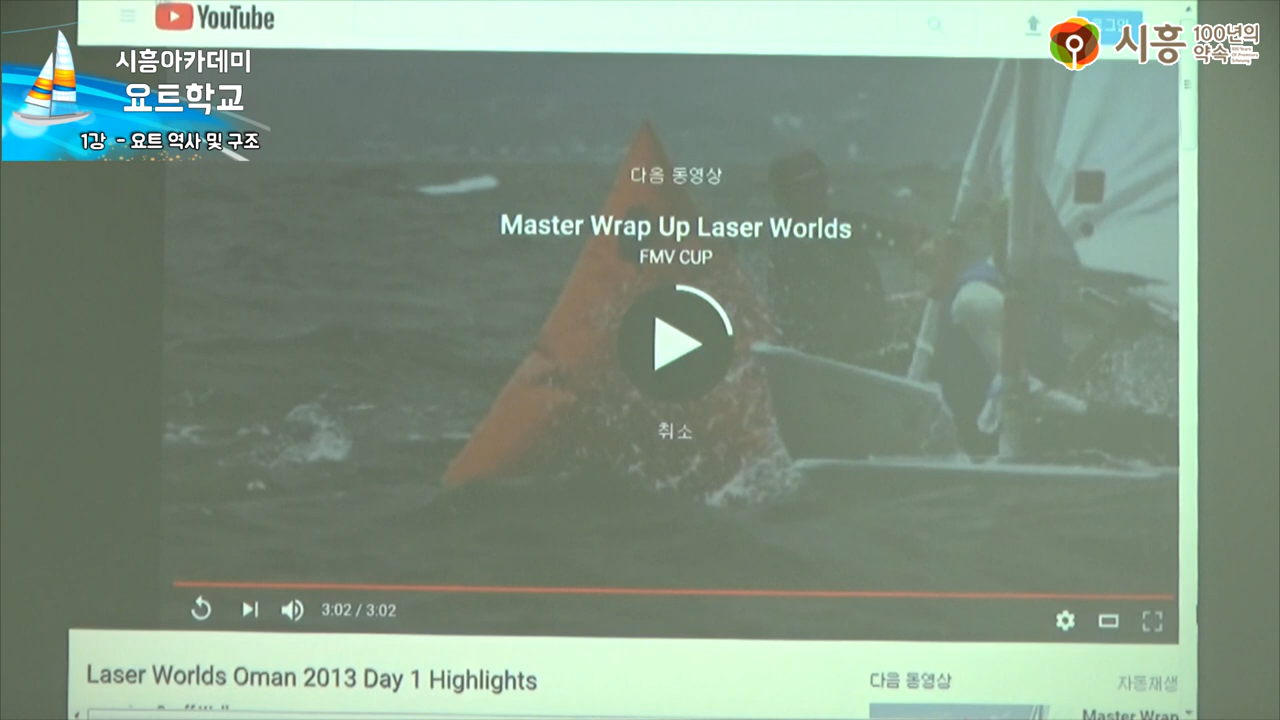 YouTube
시흥아카데미
요트학교
1강 - 요트 역사 및 구조
시흥 100년의
약속
다음 동영상
Master Wrap Up Laser Worlds
FMV CUP
취소
3:02 / 3:02
Laser Worlds Oman 2013 Day 1 Highlights
다음 동영상
자동재생
Master Wrap